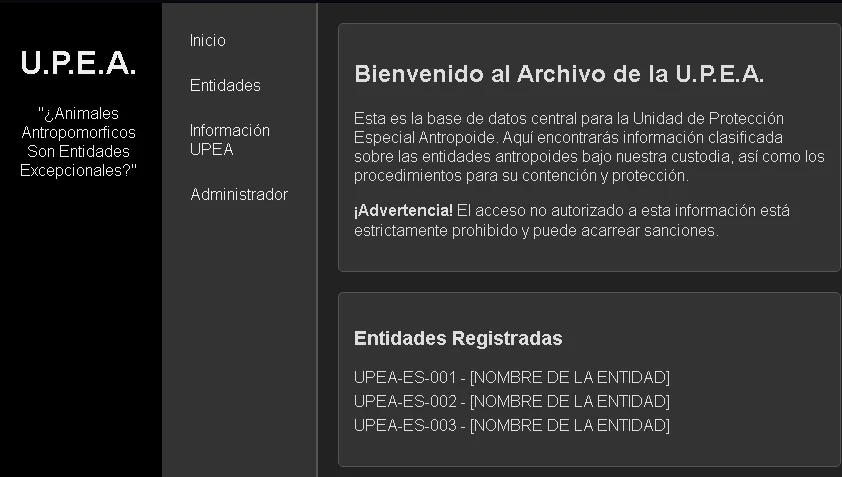 U.P.E.A.
"¿Animales
Antropomorficos
Son Entidades
Excepcionales?"
Inicio
Entidades
Información
UPEA
Administrador
Bienvenido al Archivo de la U.P.E.A.
Esta es la base de datos central para la Unidad de Protección
Especial Antropoide. Aquí encontrarás información clasificada
sobre las entidades antropoides bajo nuestra custodia, así como los
procedimientos para su contención y protección.
¡Advertencia! El acceso no autorizado a esta información está
estrictamente prohibido y puede acarrear sanciones.
Entidades Registradas
UPEA-ES-001 - [NOMBRE DE LA ENTIDAD]
UPEA-ES-002 - [NOMBRE DE LA ENTIDAD]
UPEA-ES-003 - [NOMBRE DE LA ENTIDAD]